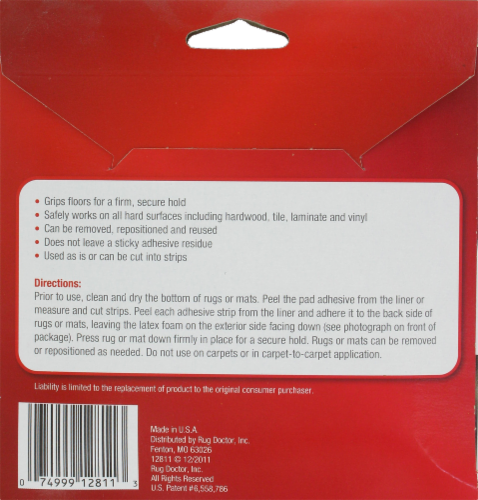 • Grips floors for a firm, secure hold
• Safely works on all hard surfaces including hardwood, tile, laminate and vinyl
• Can be removed, repositioned and reused
• Does not leave a sticky adhesive residue
• Used as is or can be cut into strips
Directions:
Prior to use, clean and dry the bottom of rugs or mats. Peel the pad adhesive from the liner or
measure and cut strips. Peel each adhesive strip from the liner and adhere it to the back side of
rugs or mats, leaving the latex foam on the exterior side facing down (see photograph on front of
package). Press rug or mat down firmly in place for a secure hold. Rugs or mats can be removed
or repositioned as needed. Do not use on carpets or in carpet-to-carpet application.
Liability is limited to the replacement of product to the original consumer purchaser.
Made in U.S.A
Distributed by Rug Doctor, Inc.
Fenton, MO 63026
12811 © 12/2011
Rug Doctor, Inc.
All Rights Reserved
U.S. Patent #6,558,786
0 74999 12811 3